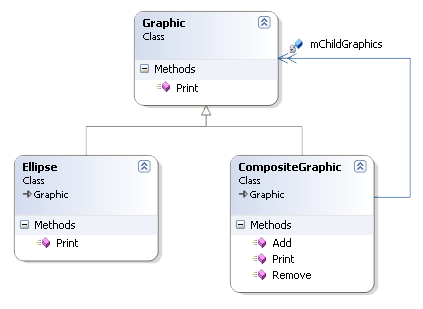 Graphic
Class
Methods
Print
mChildGraphics
Ellipse
Class
Graphic
Methods
Print
CompositeGraphic
Class
Graphic
Methods
Add
Print
Remove